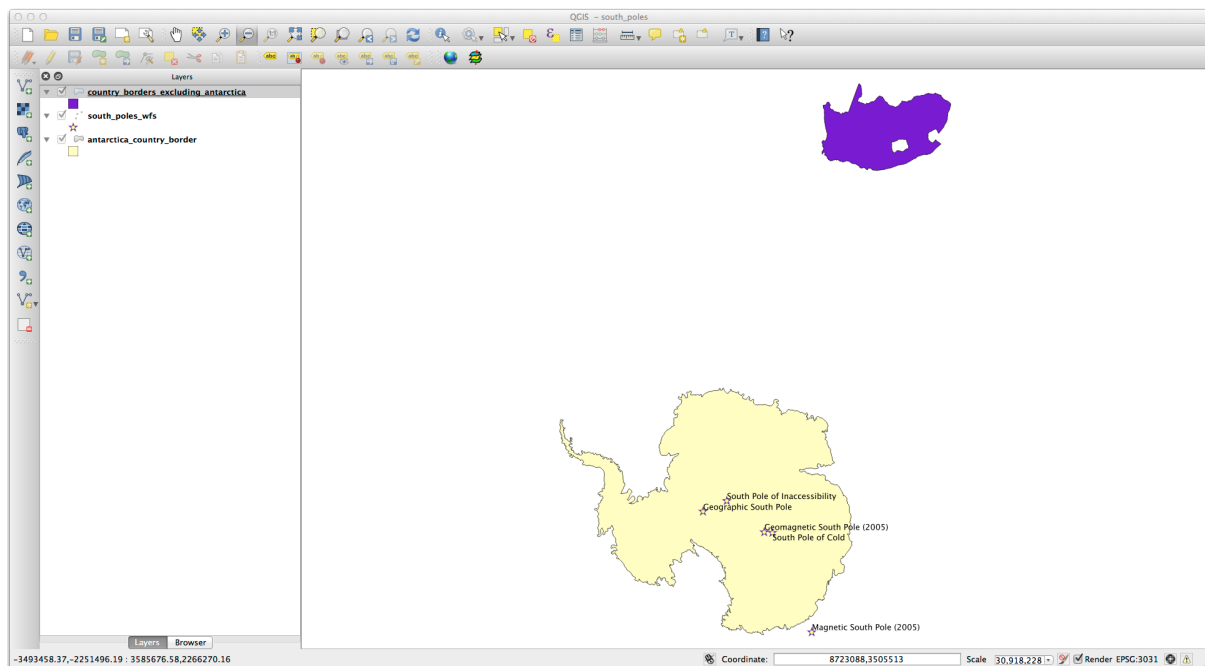 QGIS - south_poles
abc
Layers
country_borders_excluding_antarctica
south_poles_wfs
antarctica_country_border
South Pole of Inaccessibility
Geographic South Pole
Geomagnetic South Pole (2005)
South Pole of Cold
Magnetic South Pole (2005)
Layers Browser
-3493458.37,-2251496.19 : 3585676.58,2266270.16 Coordinate: 8723088,3505513 Scale 30,918,228 Render EPSG:3031